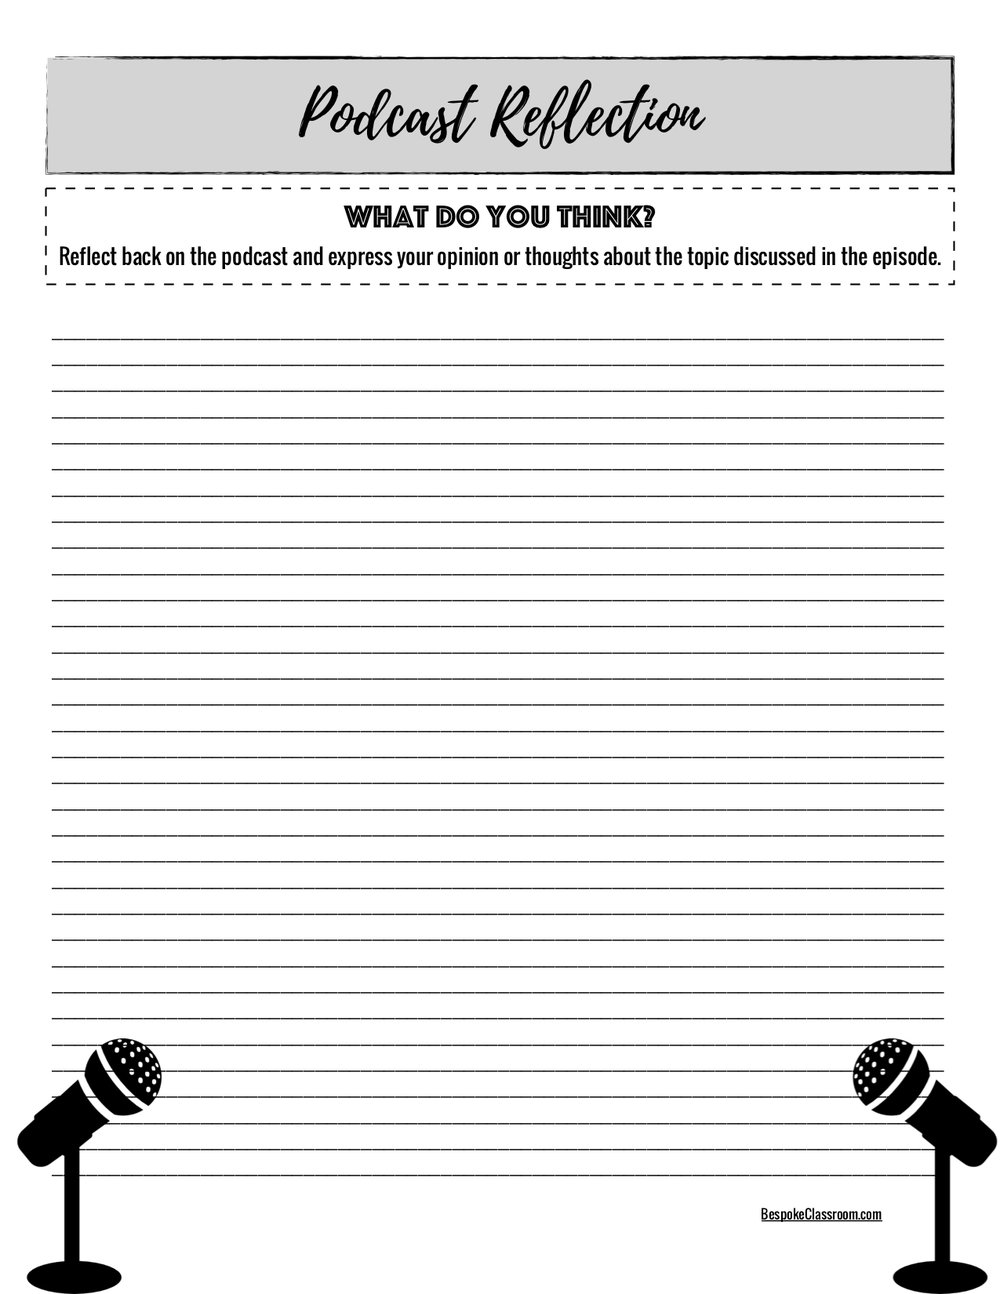 Podcast Reflection
WHAT DO YOU THINK?
Reflect back on the podcast and express your opinion or thoughts about the topic discussed in the episode.
BespokeClassroom.com